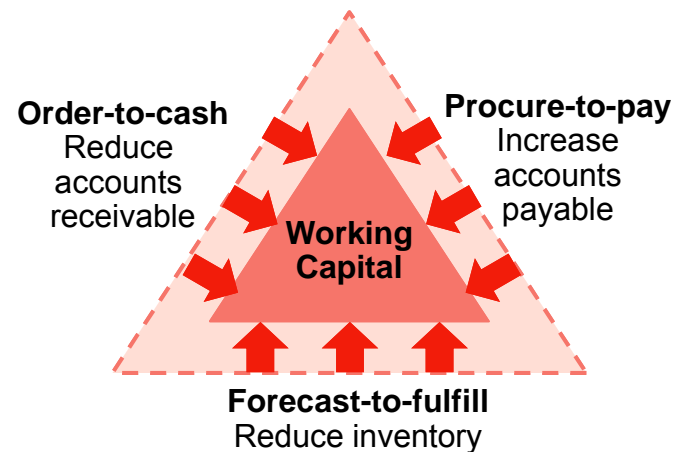 Order-to-cash
Reduce
accounts
receivable
Procure-to-pay
Increase
accounts
payable
Working
Capital
Forecast-to-fulfill
Reduce inventory